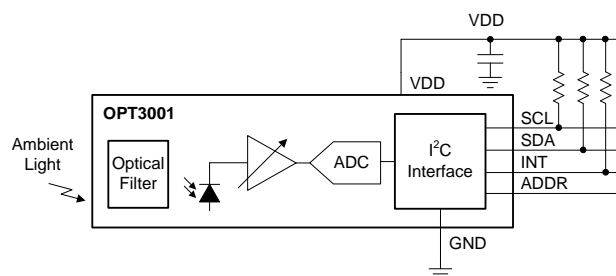 VDD
VDD
OPT3001
Ambient
Light
Optical
Filter
ADC
I²C
Interface
SCL
SDA
INT
ADDR
GND